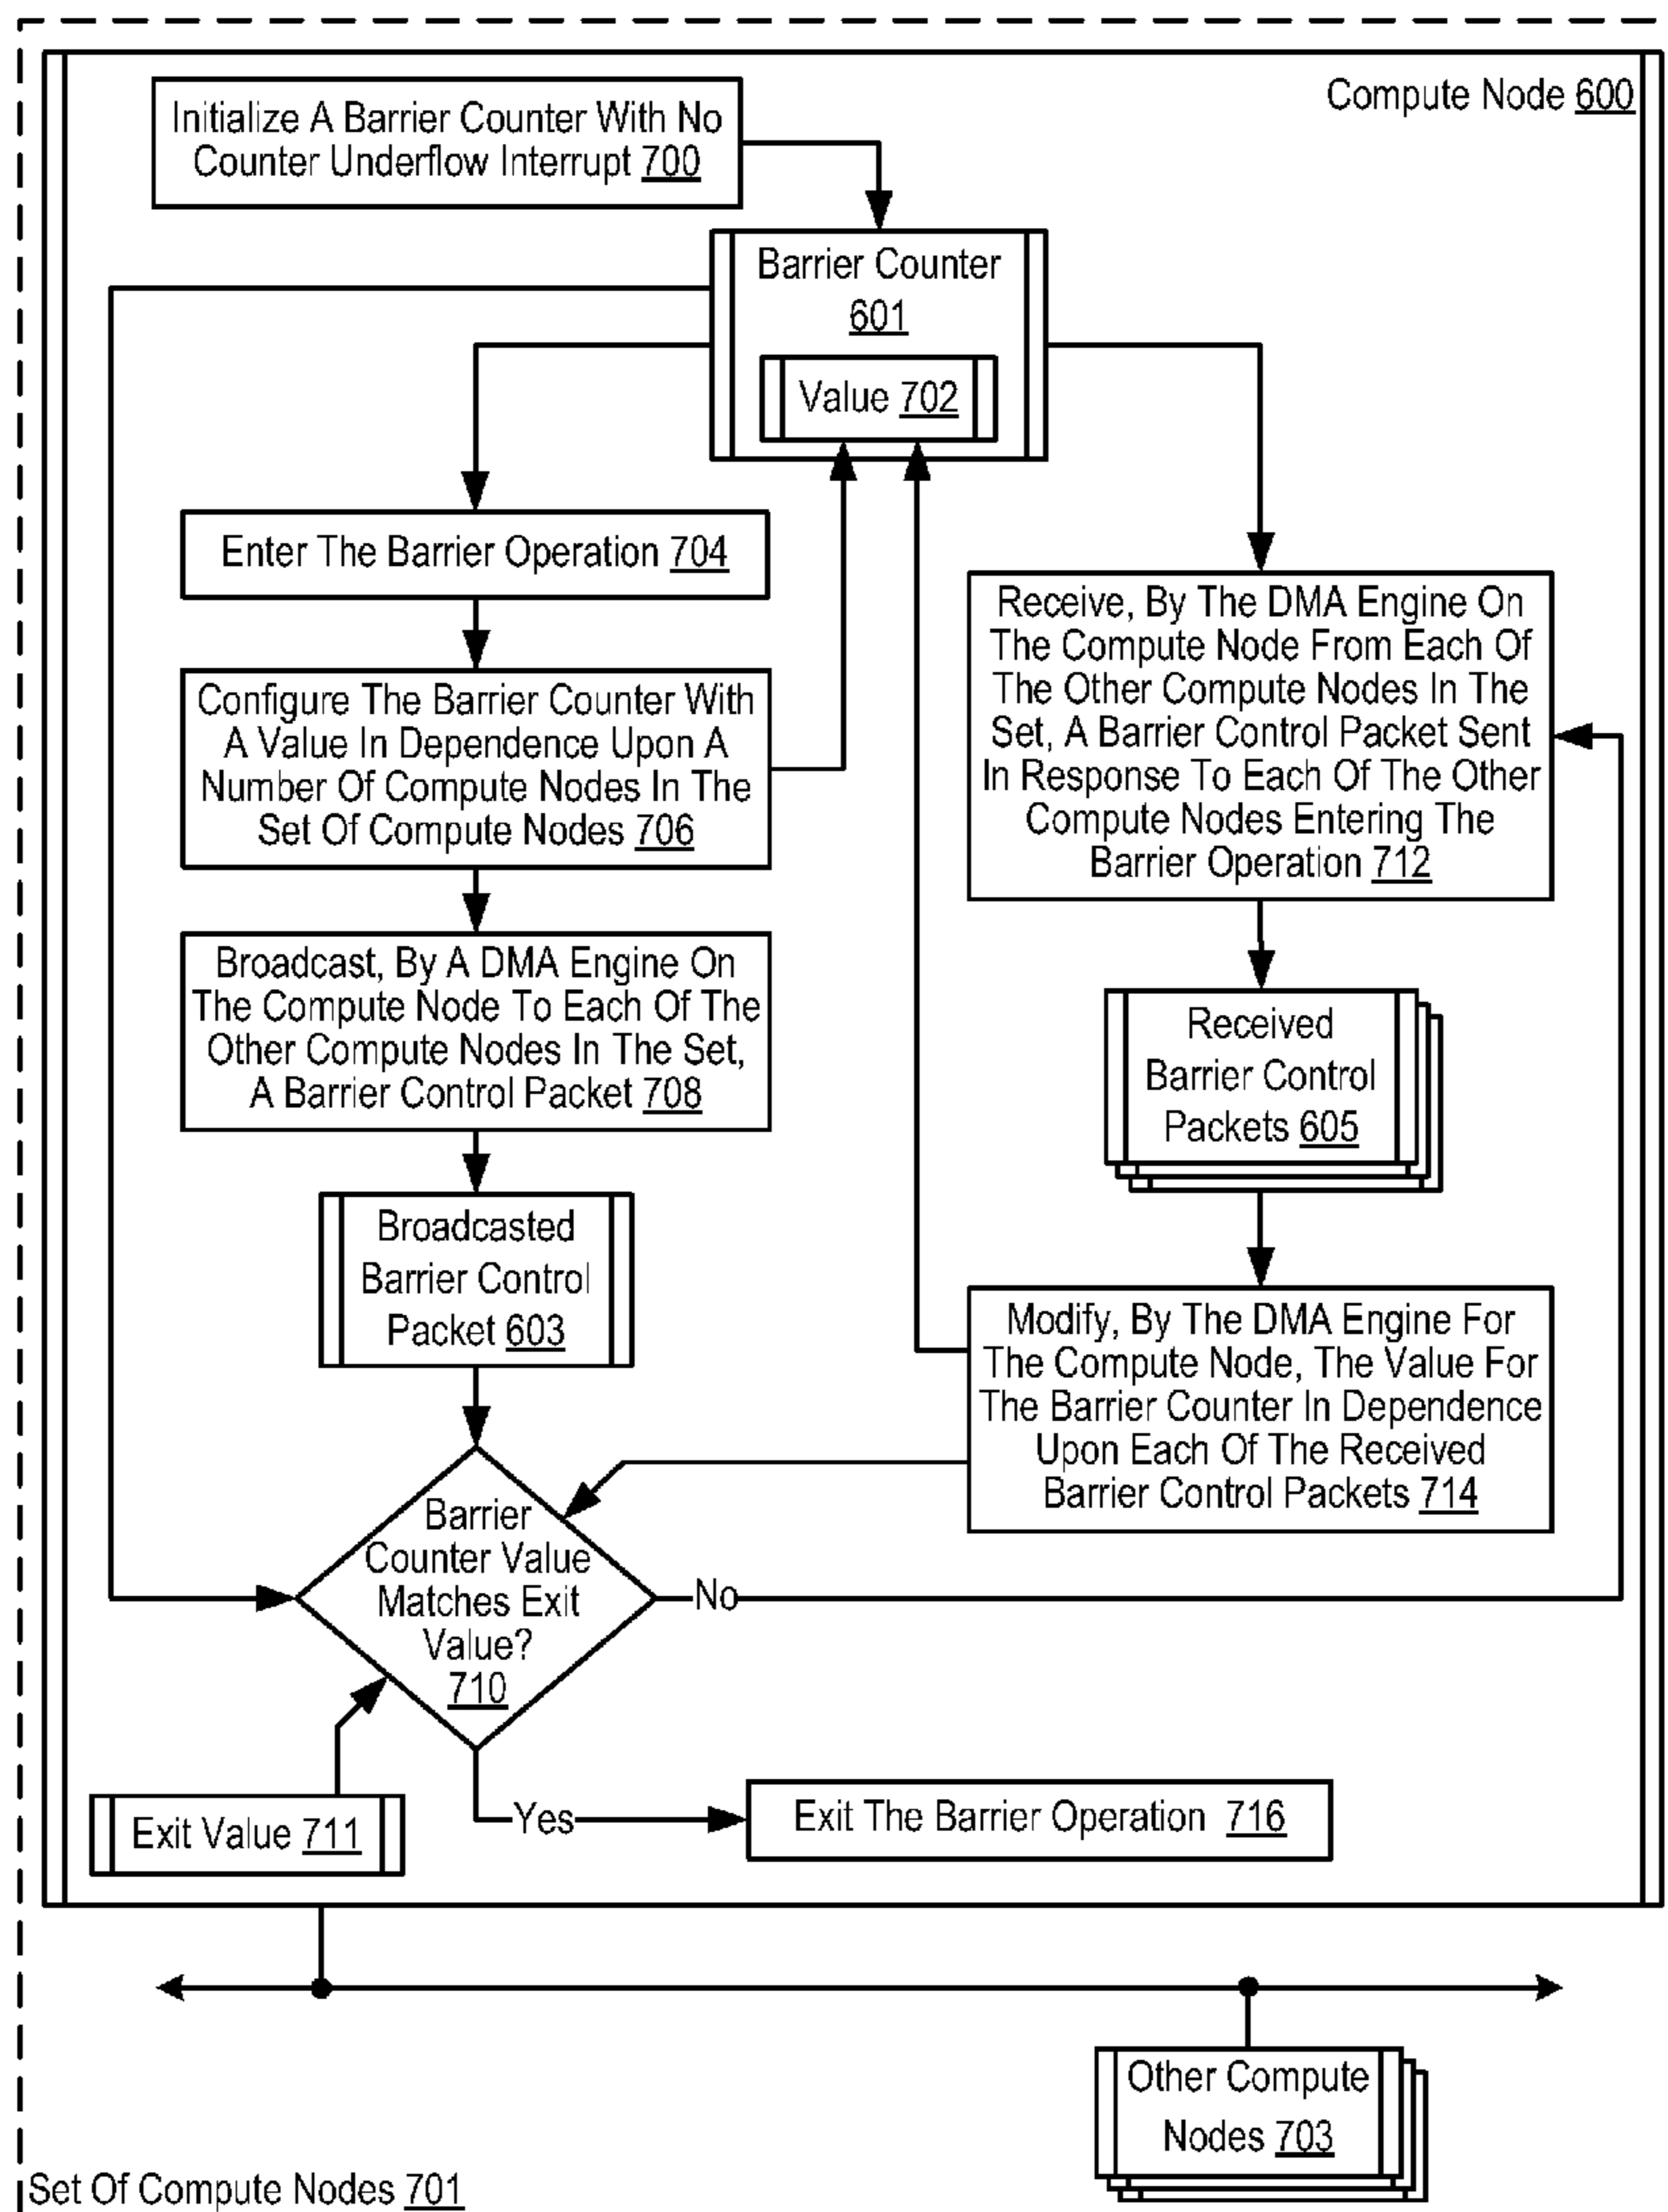 Compute Node 600
Initialize A Barrier Counter With No
Counter Underflow Interrupt 700
Barrier Counter
601
Value 702
Enter The Barrier Operation 704
Configure The Barrier Counter With
A Value In Dependence Upon A
Number Of Compute Nodes In The
Set Of Compute Nodes 706
Broadcast, By A DMA Engine On
The Compute Node To Each Of The
Other Compute Nodes In The Set,
A Barrier Control Packet 708
Broadcasted
Barrier Control
Packet 603
Receive, By The DMA Engine On
The Compute Node From Each Of
The Other Compute Nodes In The
Set, A Barrier Control Packet Sent
In Response To Each Of The Other
Compute Nodes Entering The
Barrier Operation 712
Received
Barrier Control
Packets 605
Modify, By The DMA Engine For
The Compute Node, The Value For
The Barrier Counter In Dependence
Upon Each Of The Received
Barrier Control Packets 714
Barrier
Counter Value
Matches Exit
Value?
710
No
Yes
Exit Value 711
Exit The Barrier Operation 716
Other Compute
Nodes 703
Set Of Compute Nodes 701